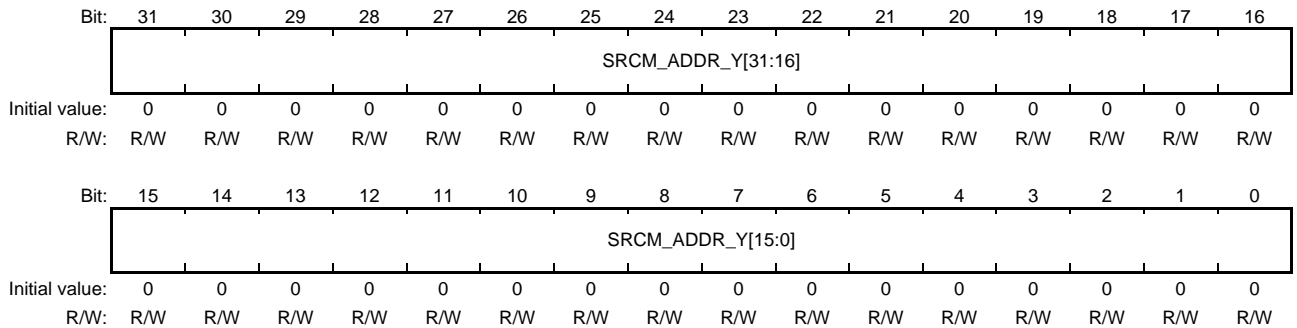 Bit: 31 30 29 28 27 26 25 24 23 22 21 20 19 18 17 16
SRCM_ADDR_Y[31:16]
Initial value: 0 0 0 0 0 0 0 0 0 0 0 0 0 0 0 0
R/W: R/W R/W R/W R/W R/W R/W R/W R/W R/W R/W R/W R/W R/W R/W R/W R/W
Bit: 15 14 13 12 11 10 9 8 7 6 5 4 3 2 1 0
SRCM_ADDR_Y[15:0]
Initial value: 0 0 0 0 0 0 0 0 0 0 0 0 0 0 0 0
R/W: R/W R/W R/W R/W R/W R/W R/W R/W R/W R/W R/W R/W R/W R/W R/W R/W